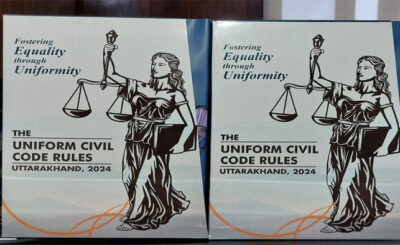 Fostering
Equality
through
Uniformity
THE
UNIFORM CIVIL
CODE RULES
UTTARAKHAND, 2024
Fostering
Equality
through
Uniformity
THE
UNIFORM CIVIL
CODE RULES
UTTARAKHAND, 2024